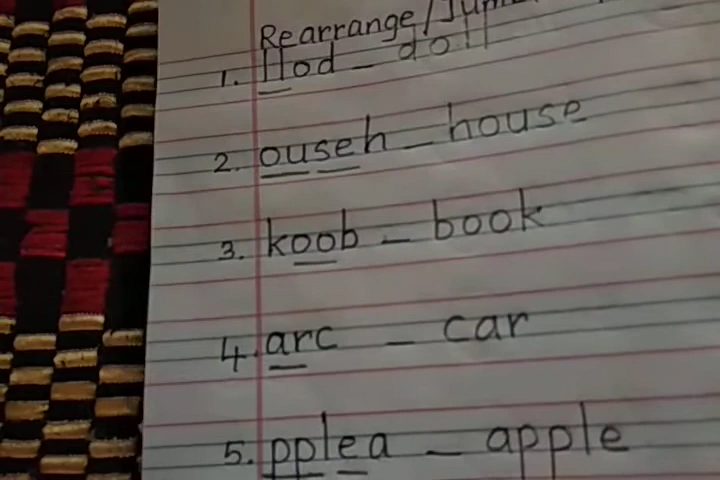 Rearrange/
1. llod - doll
2. ouseh - house
3. koob - book
4. arc - car
5. pplea - apple